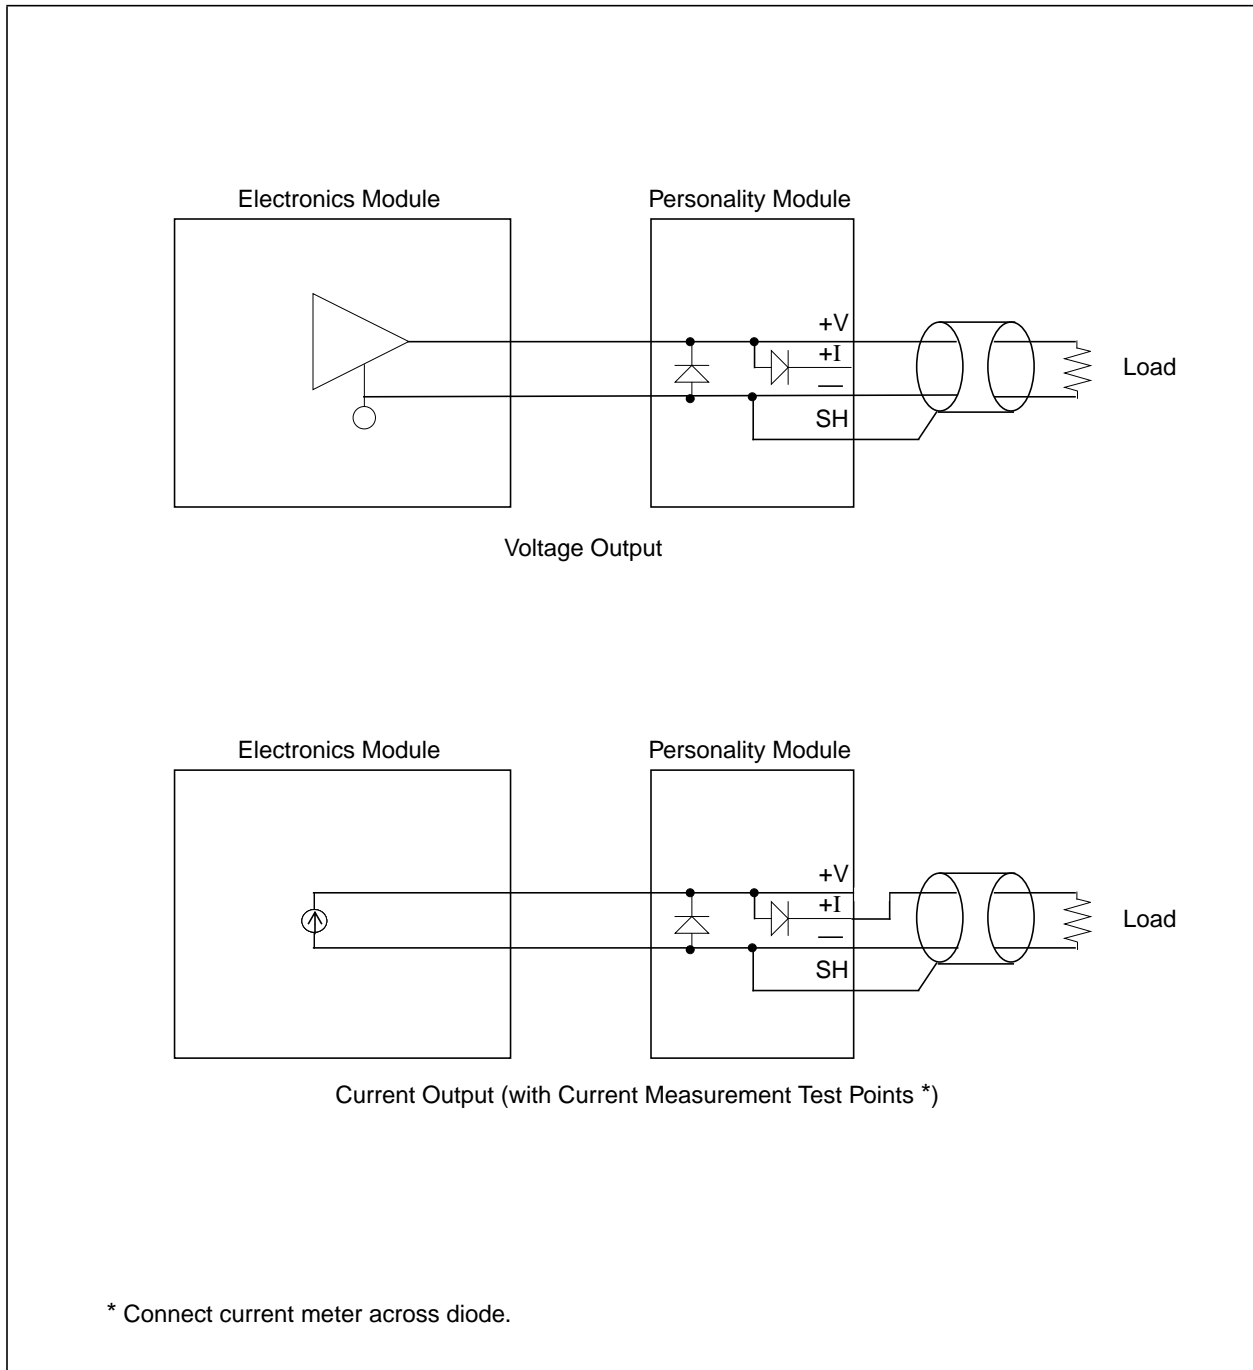 Electronics Module
Personality Module
+V
+I
—
SH
Load
Voltage Output
Electronics Module
Personality Module
+V
+I
—
SH
Load
Current Output (with Current Measurement Test Points *)
* Connect current meter across diode.